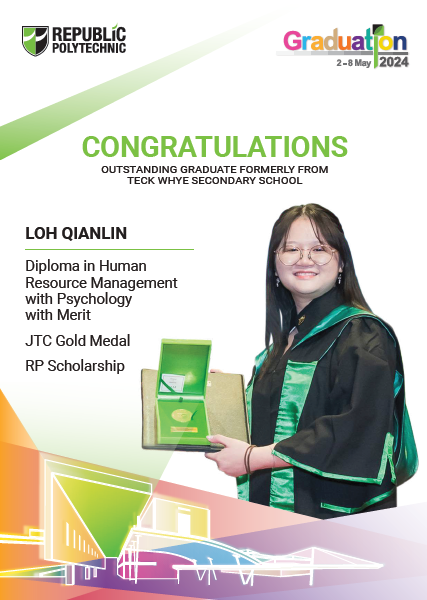 REPUBLIC
POLYTECHNIC
Graduation
2 – 8 May 2024
CONGRATULATIONS
OUTSTANDING GRADUATE FORMERLY FROM
TECK WHYE SECONDARY SCHOOL
LOH QIANLIN
Diploma in Human
Resource Management
with Psychology
with Merit
JTC Gold Medal
RP Scholarship